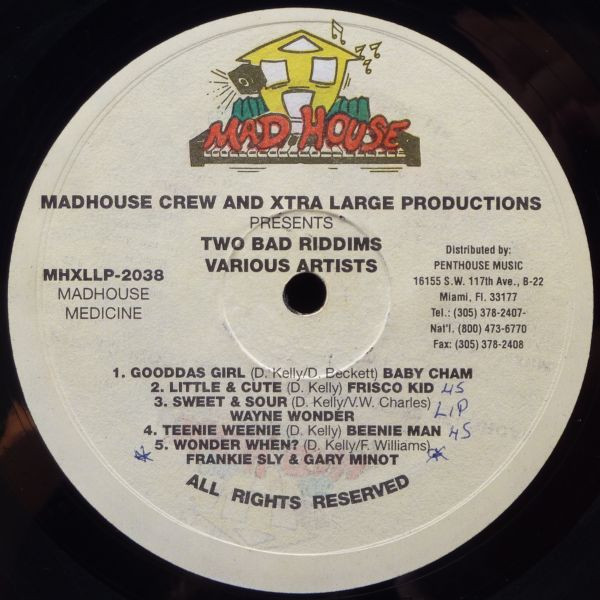 MAD HOUSE
MADHOUSE CREW AND XTRA LARGE PRODUCTIONS
PRESENTS
TWO BAD RIDDIMS
VARIOUS ARTISTS
MHXLLP-2038
MADHOUSE
MEDICINE
Distributed by:
PENTHOUSE MUSIC
16155 S.W. 117th Ave., B-22
Miami, Fl. 33177
Tel.: (305) 378-2407-
Nat'l. (800) 473-6770
Fax: (305) 378-2408
1. GOODDAS GIRL (D. Kelly/D. Beckett) BABY CHAM
2. LITTLE & CUTE (D. Kelly) FRISCO KID 45
3. SWEET & SOUR (D. Kelly/V.W. Charles)
WAYNE WONDER LIP
4. TEENIE WEENIE (D. Kelly) BEENIE MAN 45
5. WONDER WHEN? (D. Kelly/F. Williams)
FRANKIE SLY & GARY MINOT
ALL RIGHTS RESERVED